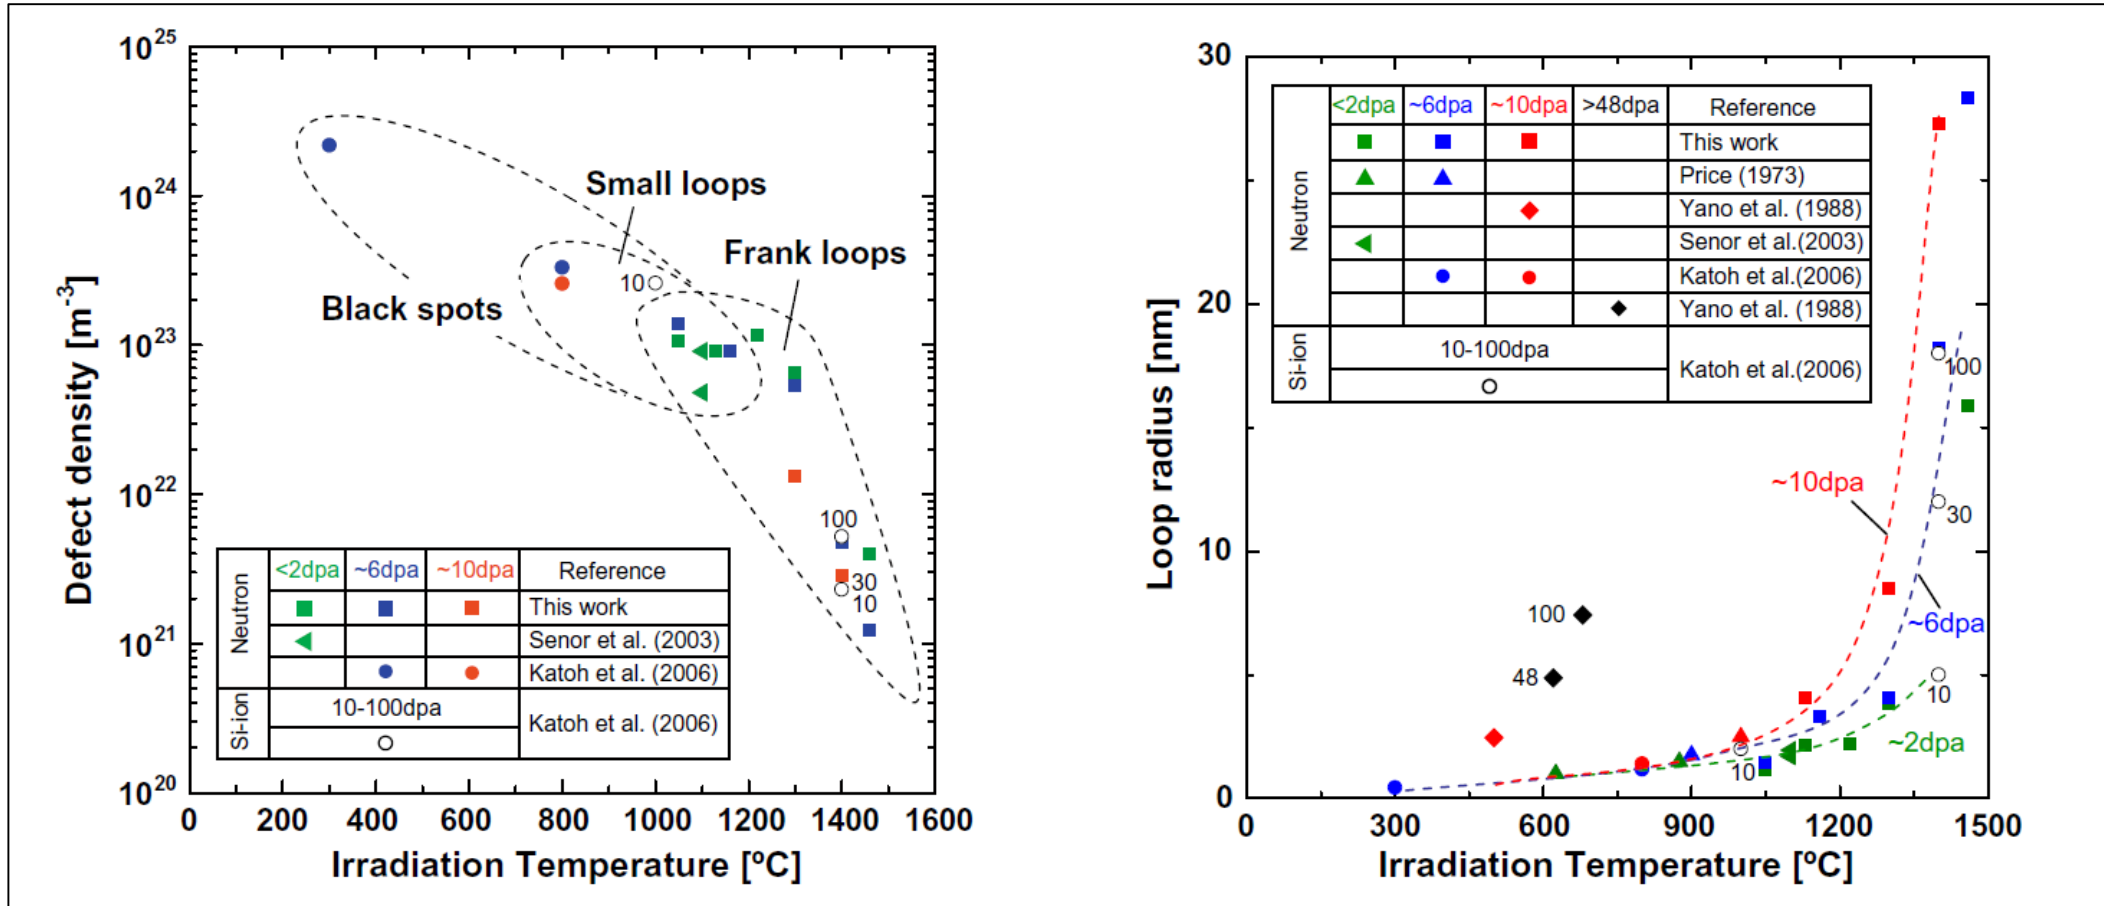 10^25
10^24
10^23
10^22
10^21
10^20
Defect density [m^-3]
Small loops
Frank loops
Black spots
10
100
30
10
Neutron
<2dpa ~6dpa ~10dpa Reference
This work
Senor et al. (2003)
Katoh et al. (2006)
Si-ion
10-100dpa
Katoh et al. (2006)
0 200 400 600 800 1000 1200 1400 1600
Irradiation Temperature [ºC]
30
20
10
0
Loop radius [nm]
Neutron
<2dpa ~6dpa ~10dpa >48dpa Reference
This work
Price (1973)
Yano et al. (1988)
Senor et al.(2003)
Katoh et al.(2006)
Yano et al. (1988)
Si-ion
10-100dpa
Katoh et al.(2006)
100
~10dpa
30
100
~6dpa
48
10
~2dpa
10
0 300 600 900 1200 1500
Irradiation Temperature [ºC]